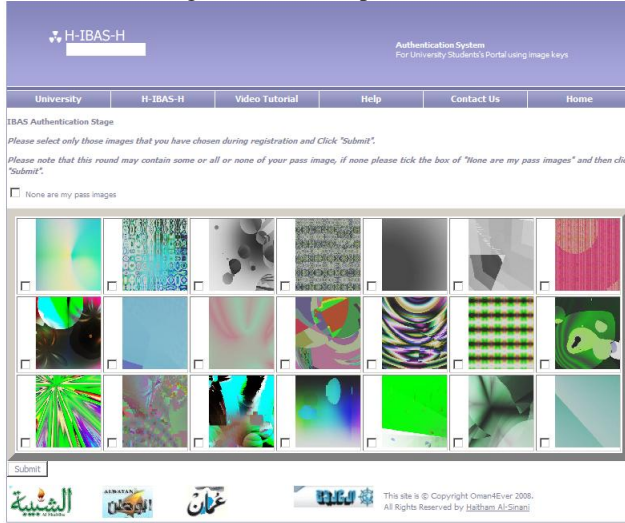 H-IBAS-H
Authentication System
For University Students's Portal using image keys
University H-IBAS-H Video Tutorial Help Contact Us Home
IBAS Authentication Stage
Please select only those images that you have chosen during registration and Click "Submit".
Please note that this round may contain some or all or none of your pass image, if none please tick the box of "None are my pass images" and then clic
"Submit".
None are my pass images
Submit
الشبيبة
Al Shabiba
ALWATAN
الوطن
عمان
This site is © Copyright Oman4Ever 2008.
All Rights Reserved by Haitham Al-Sinani